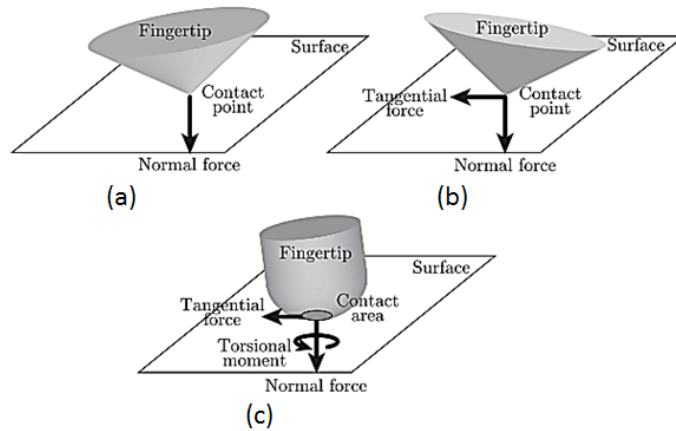 Fingertip
Surface
Contact
point
Normal force
(a)
Fingertip
Surface
Tangential
force
Contact
point
Normal force
(b)
Fingertip
Surface
Tangential
force
Contact
area
Torsional
moment
Normal force
(c)